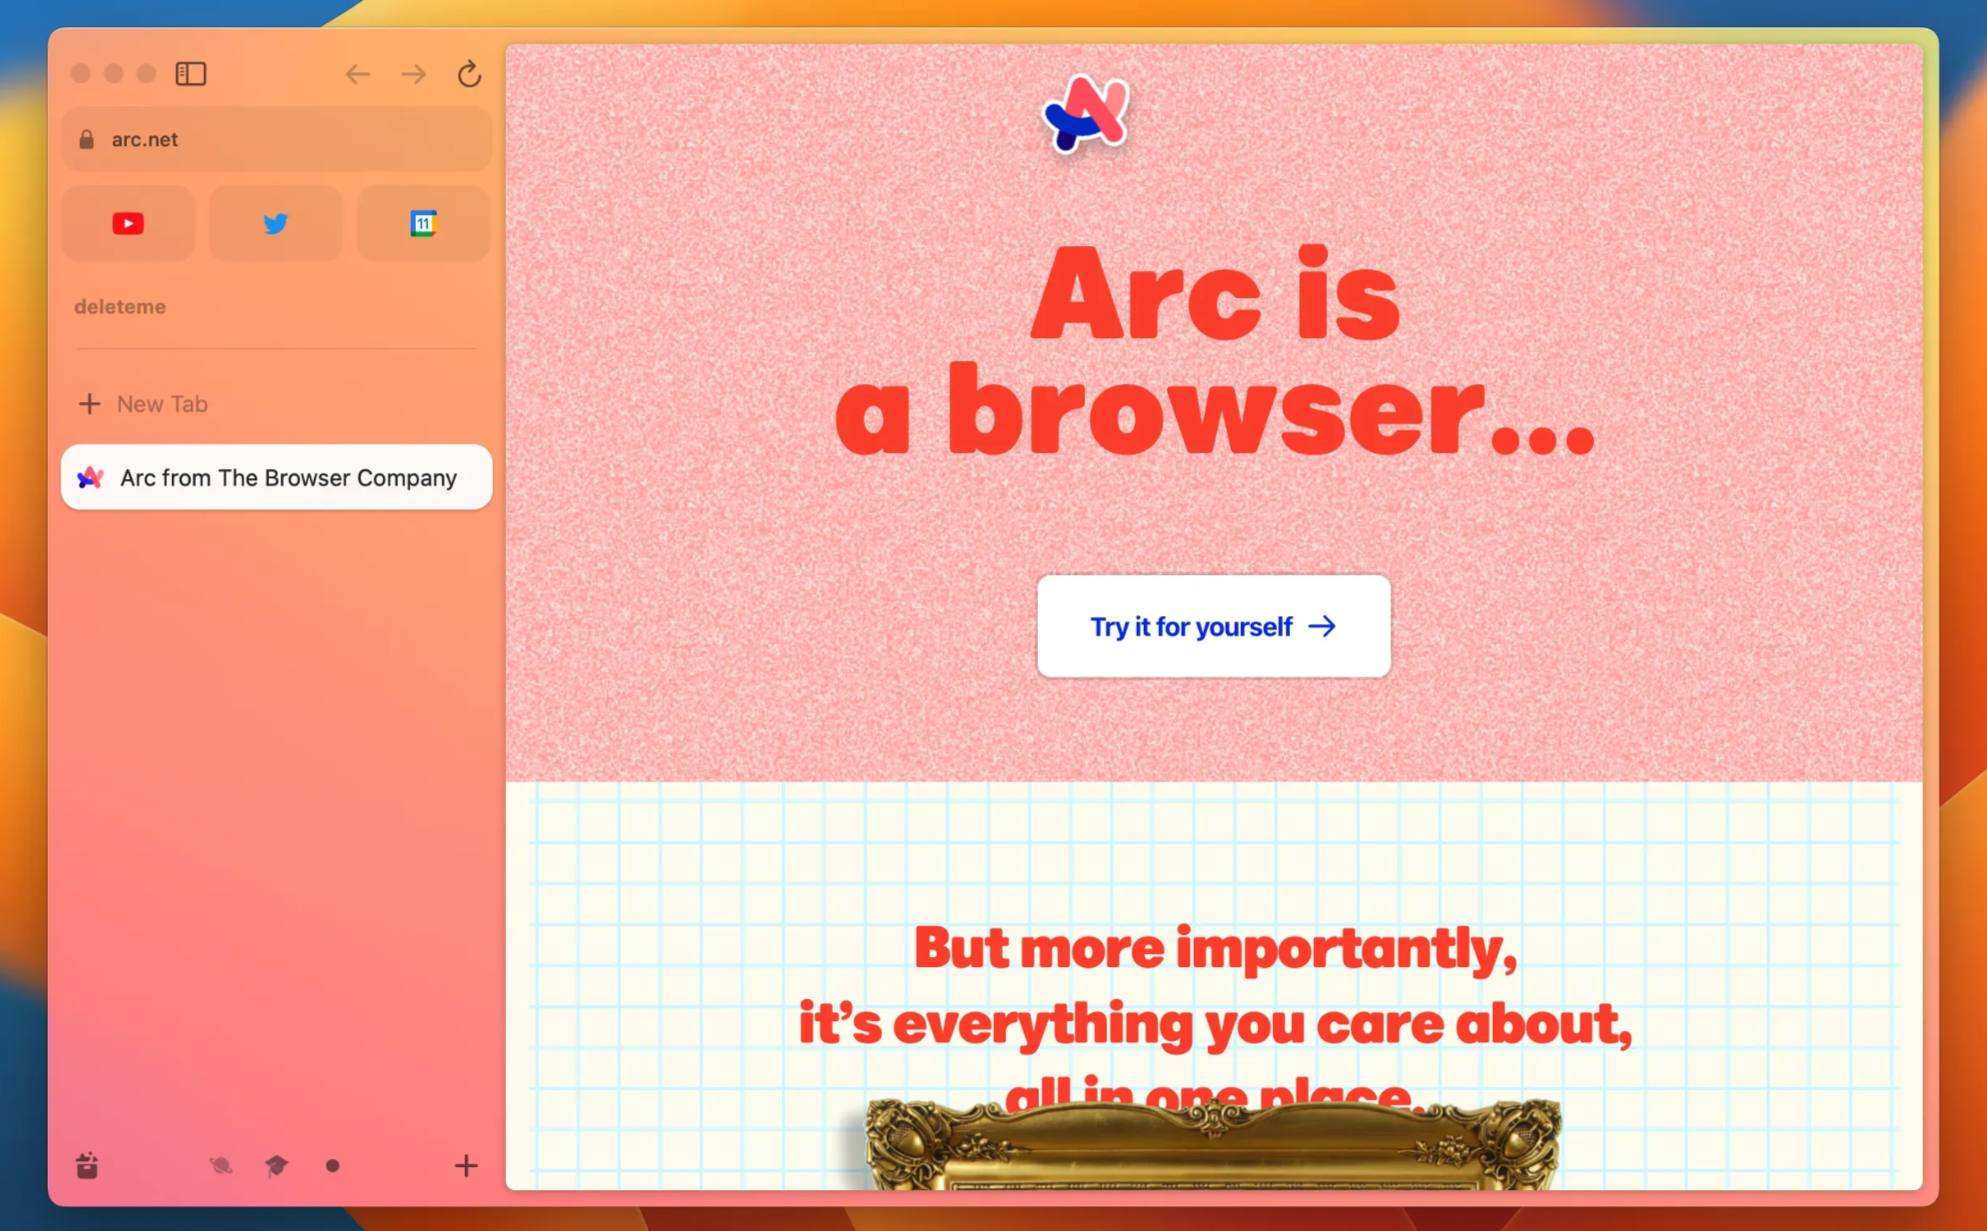 arc.net
11
deleteme
New Tab
Arc from The Browser Company
Arc is
a browser...
Try it for yourself →
But more importantly,
it’s everything you care about,
all in one place.